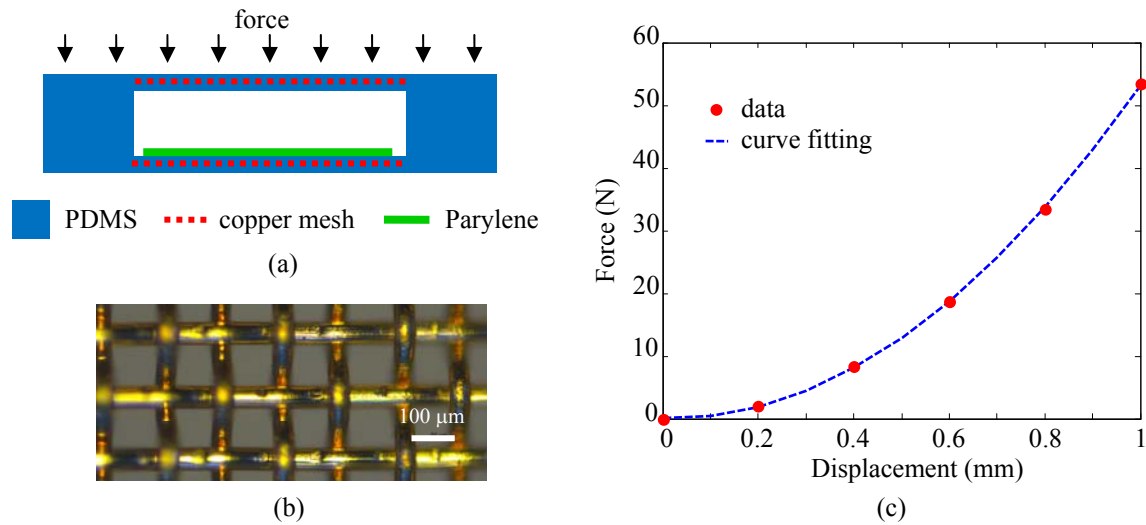 force
PDMS
copper mesh
Parylene
(a)
100 μm
(b)
60
50
40
30
20
10
0
Force (N)
data
curve fitting
0 0.2 0.4 0.6 0.8 1
Displacement (mm)
(c)